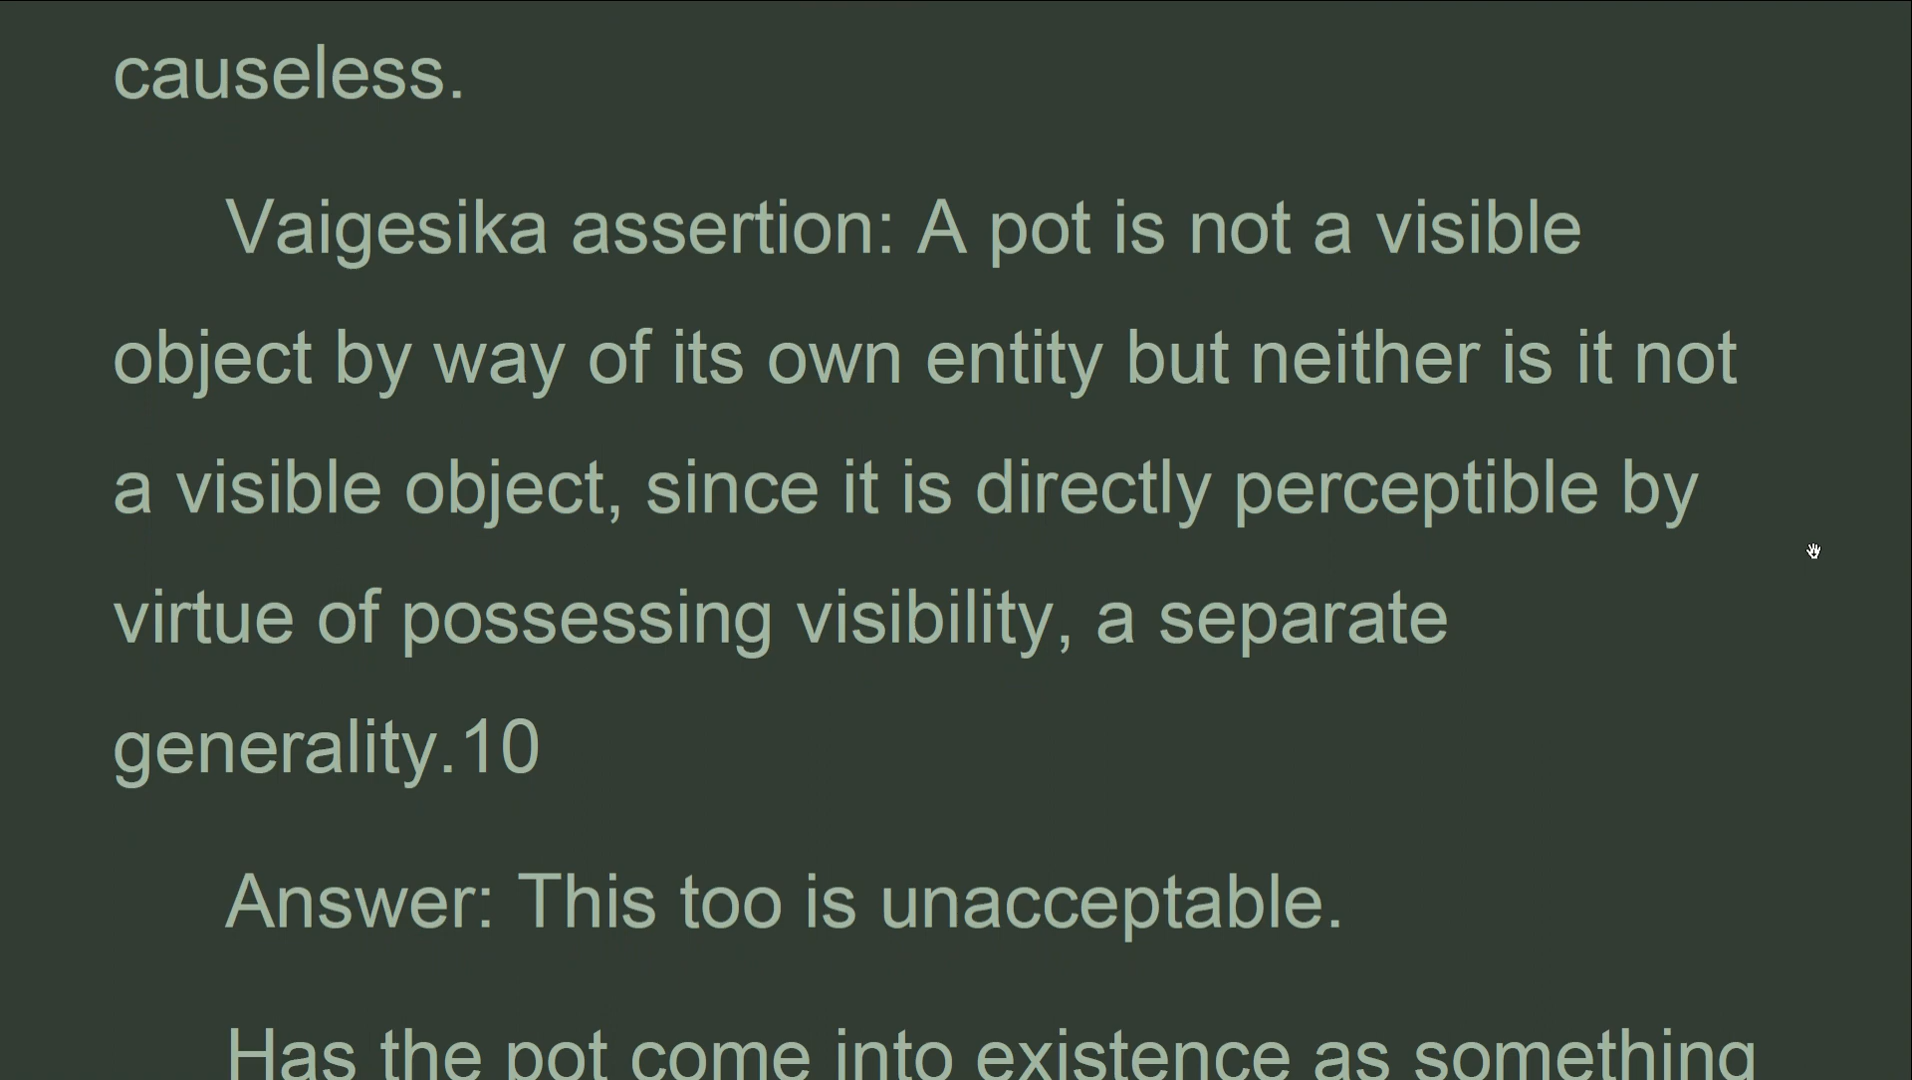 causeless.
Vaigesika assertion: A pot is not a visible
object by way of its own entity but neither is it not
a visible object, since it is directly perceptible by
virtue of possessing visibility, a separate
generality.10
Answer: This too is unacceptable.
Has the pot come into existence as something